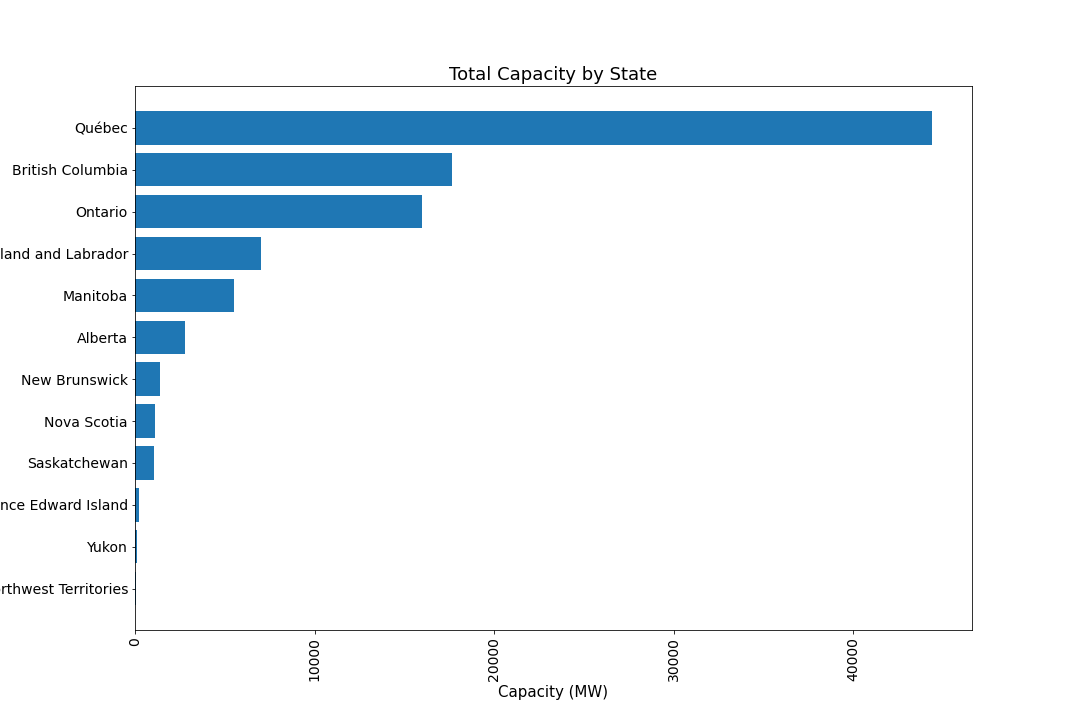 Total Capacity by State
Québec
British Columbia
Ontario
land and Labrador
Manitoba
Alberta
New Brunswick
Nova Scotia
Saskatchewan
nce Edward Island
Yukon
rthwest Territories
0
10000
20000
30000
40000
Capacity (MW)